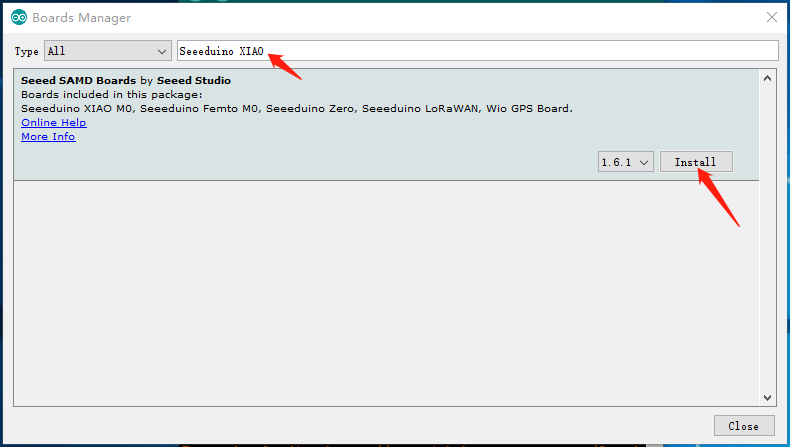 Boards Manager
Type All Seeeduino XIAO
Seeed SAMD Boards by Seeed Studio
Boards included in this package:
Seeeduino XIAO M0, Seeeduino Femto M0, Seeeduino Zero, Seeeduino LoRaWAN, Wio GPS Board.
Online Help
More Info
1.6.1 Install
Close